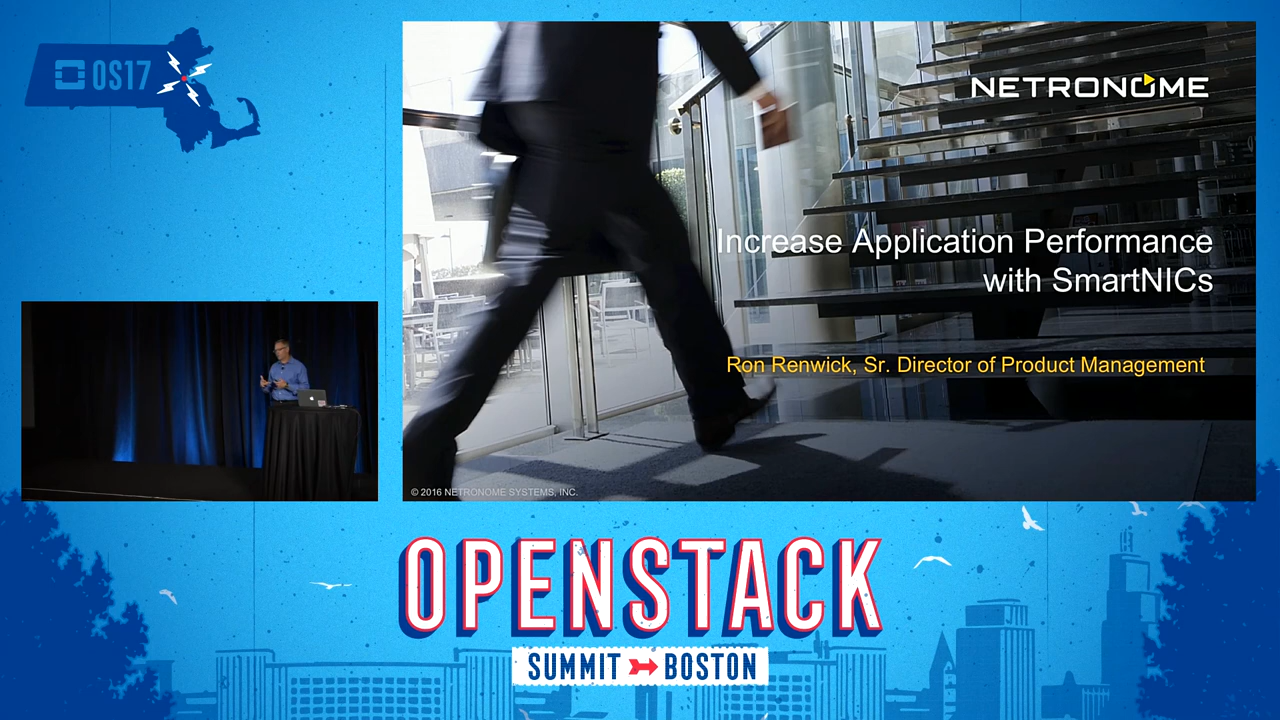 OS17
NETRONOME
Increase Application Performance
with SmartNICs
Ron Renwick, Sr. Director of Product Management
© 2016 NETRONOME SYSTEMS, INC.
OPENSTACK
SUMMIT BOSTON